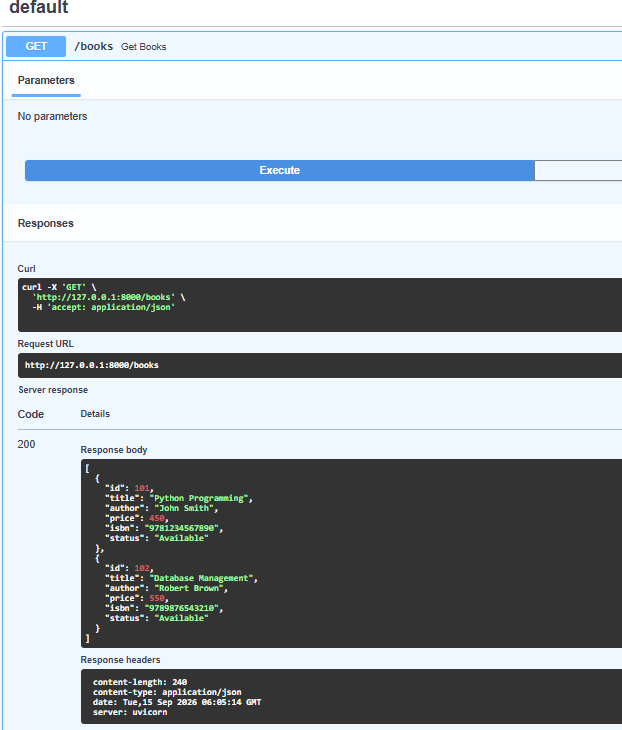 default
GET /books Get Books
Parameters
No parameters
Execute
Responses
Curl
curl -X 'GET' \
  'http://127.0.0.1:8000/books' \
  -H 'accept: application/json'
Request URL
http://127.0.0.1:8000/books
Server response
Code Details
200
Response body
[
  {
    "id": 101,
    "title": "Python Programming",
    "author": "John Smith",
    "price": 450,
    "isbn": "9781234567890",
    "status": "Available"
  },
  {
    "id": 102,
    "title": "Database Management",
    "author": "Robert Brown",
    "price": 550,
    "isbn": "9789876543210",
    "status": "Available"
  }
]
Response headers
content-length: 240
content-type: application/json
date: Tue,15 Sep 2026 06:05:14 GMT
server: uvicorn